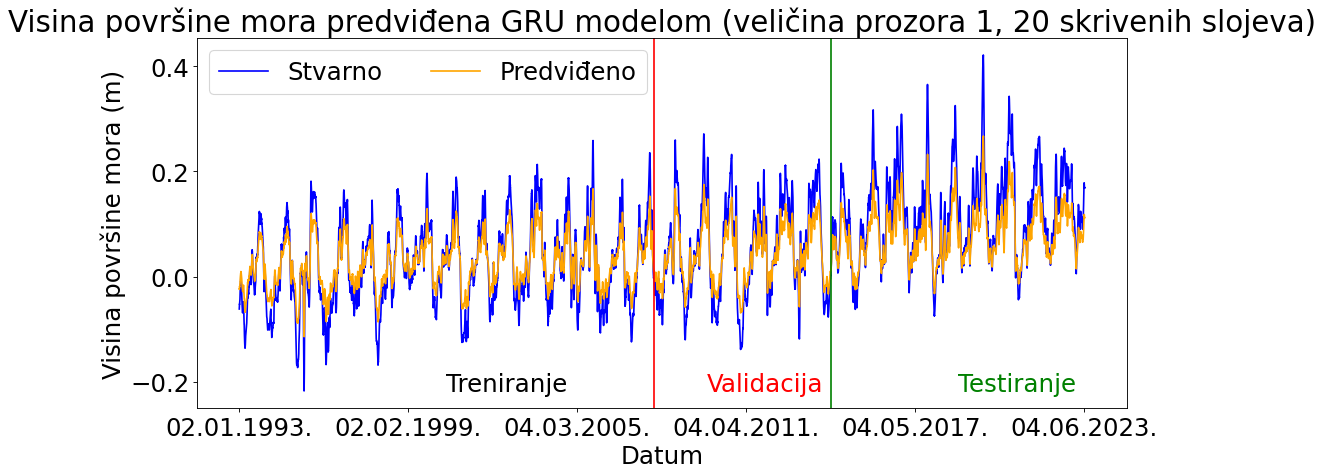 Visina površine mora predviđena GRU modelom (veličina prozora 1, 20 skrivenih slojeva)
Stvarno Predviđeno
Visina površine mora (m)
0.4
0.2
0.0
−0.2
Treniranje Validacija Testiranje
02.01.1993. 02.02.1999. 04.03.2005. 04.04.2011. 04.05.2017. 04.06.2023.
Datum